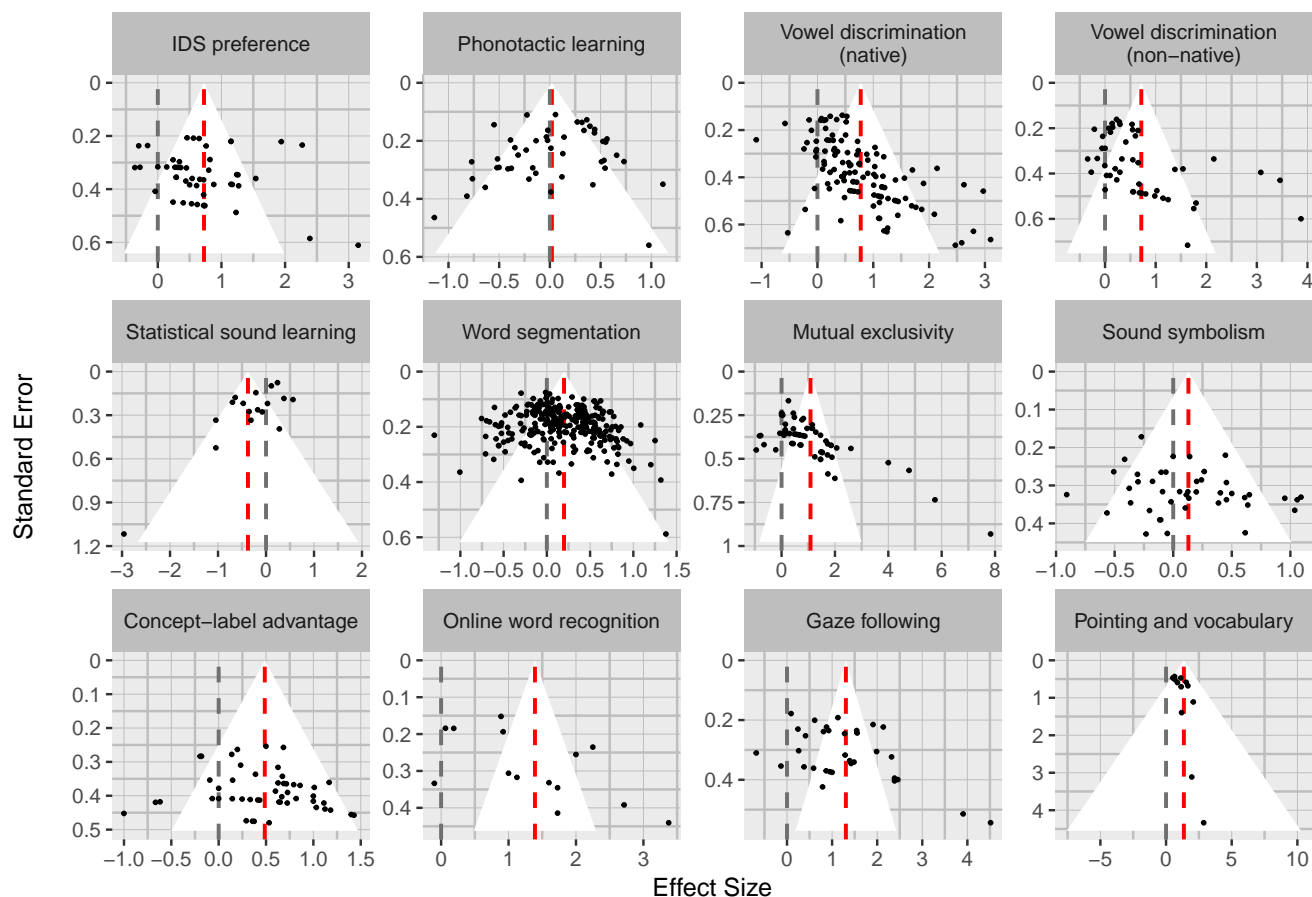 IDS preference
Phonotactic learning
Vowel discrimination
(native)
Vowel discrimination
(non−native)
0
0.2
0.4
0.6
0 1 2 3
0
0.1
0.2
0.3
0.4
0.5
0.6
−1.0 −0.5 0.0 0.5 1.0
0
0.2
0.4
0.6
−1 0 1 2 3
0
0.2
0.4
0.6
0 1 2 3 4
Statistical sound learning
Word segmentation
Mutual exclusivity
Sound symbolism
0
0.3
0.6
0.9
1.2
−3 −2 −1 0 1 2
0
0.2
0.4
0.6
−1.0 −0.5 0.0 0.5 1.0 1.5
0
0.25
0.5
0.75
1
0 2 4 6 8
0
0.1
0.2
0.3
0.4
−1.0 −0.5 0.0 0.5 1.0
Concept−label advantage
Online word recognition
Gaze following
Pointing and vocabulary
0
0.1
0.2
0.3
0.4
0.5
−1.0 −0.5 0.0 0.5 1.0 1.5
0
0.1
0.2
0.3
0.4
0 1 2 3
0
0.2
0.4
0 1 2 3 4
0
1
2
3
4
−5 0 5 10
Effect Size
Standard Error